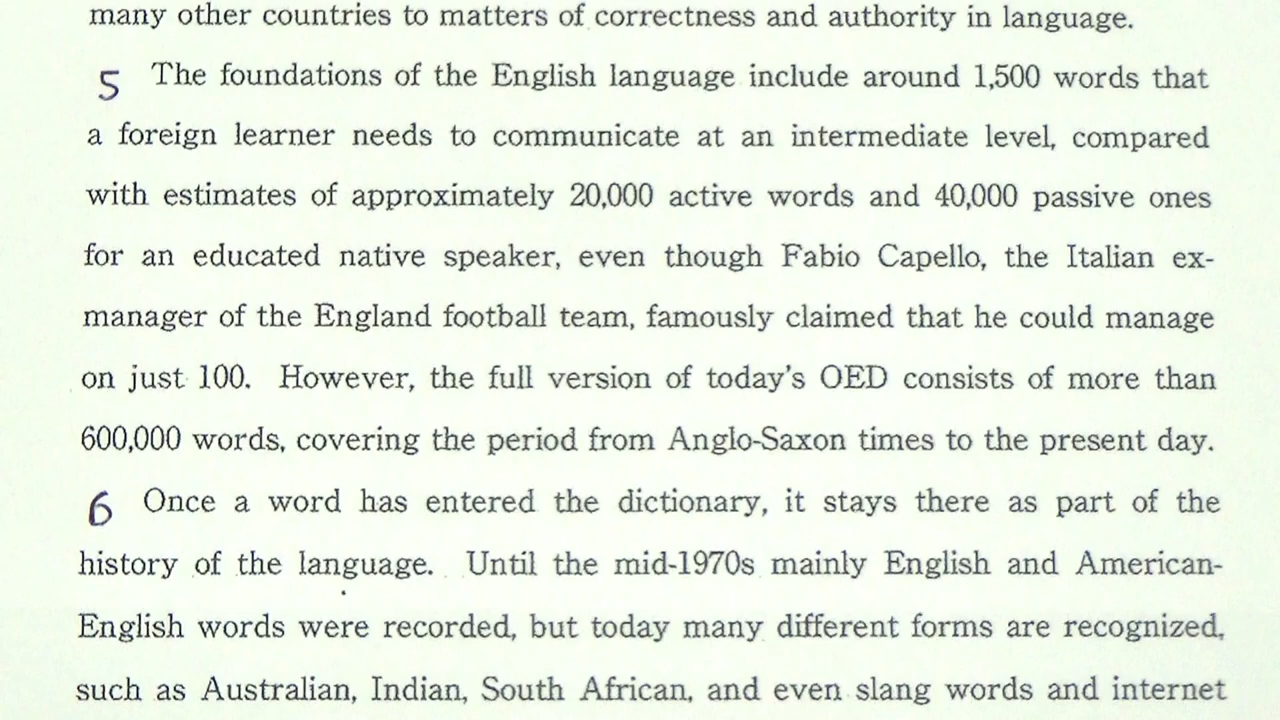 many other countries to matters of correctness and authority in language.
5 The foundations of the English language include around 1,500 words that
a foreign learner needs to communicate at an intermediate level, compared
with estimates of approximately 20,000 active words and 40,000 passive ones
for an educated native speaker, even though Fabio Capello, the Italian ex-
manager of the England football team, famously claimed that he could manage
on just 100. However, the full version of today's OED consists of more than
600,000 words, covering the period from Anglo-Saxon times to the present day.
6 Once a word has entered the dictionary, it stays there as part of the
history of the language. Until the mid-1970s mainly English and American-
English words were recorded, but today many different forms are recognized,
such as Australian, Indian, South African, and even slang words and internet